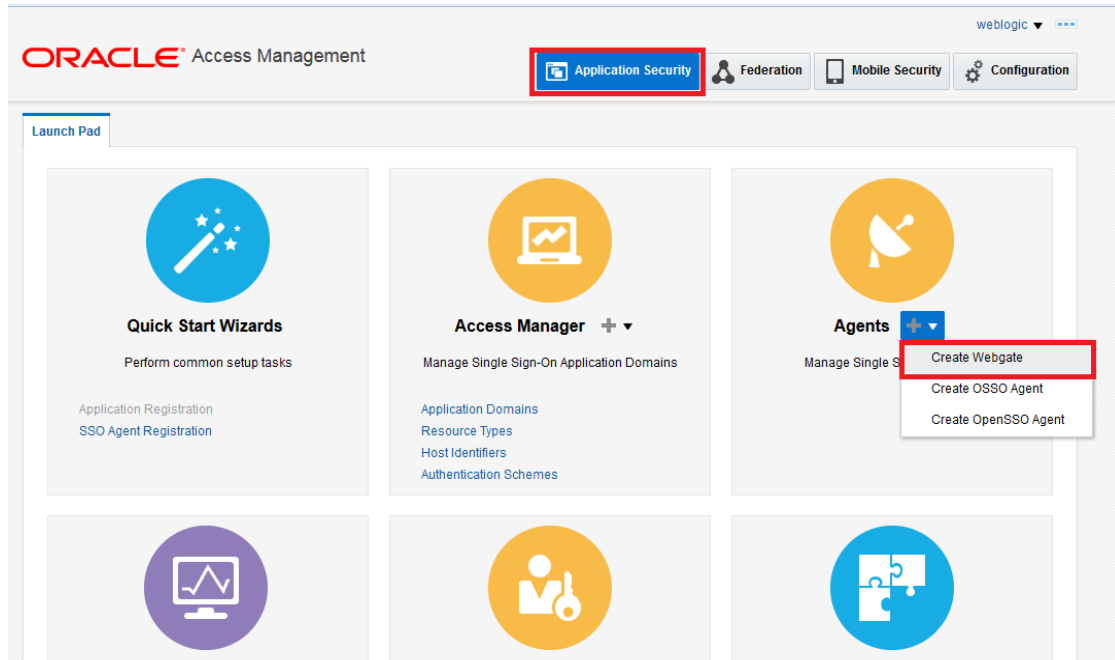 weblogic
ORACLE Access Management
Application Security
Federation
Mobile Security
Configuration
Launch Pad
Quick Start Wizards
Perform common setup tasks
Application Registration
SSO Agent Registration
Access Manager
Manage Single Sign-On Application Domains
Application Domains
Resource Types
Host Identifiers
Authentication Schemes
Agents
Manage Single S
Create Webgate
Create OSSO Agent
Create OpenSSO Agent